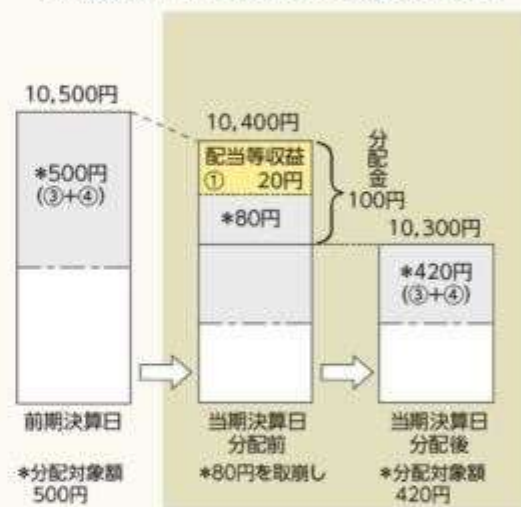 10,500円
*500円
(③+④)
前期決算日
*分配対象額
500円
10,400円
配当等収益
① 20円
*80円
分配金
100円
当期決算日
分配前
*80円を取崩し
10,300円
*420円
(③+④)
当期決算日
分配後
*分配対象額
420円